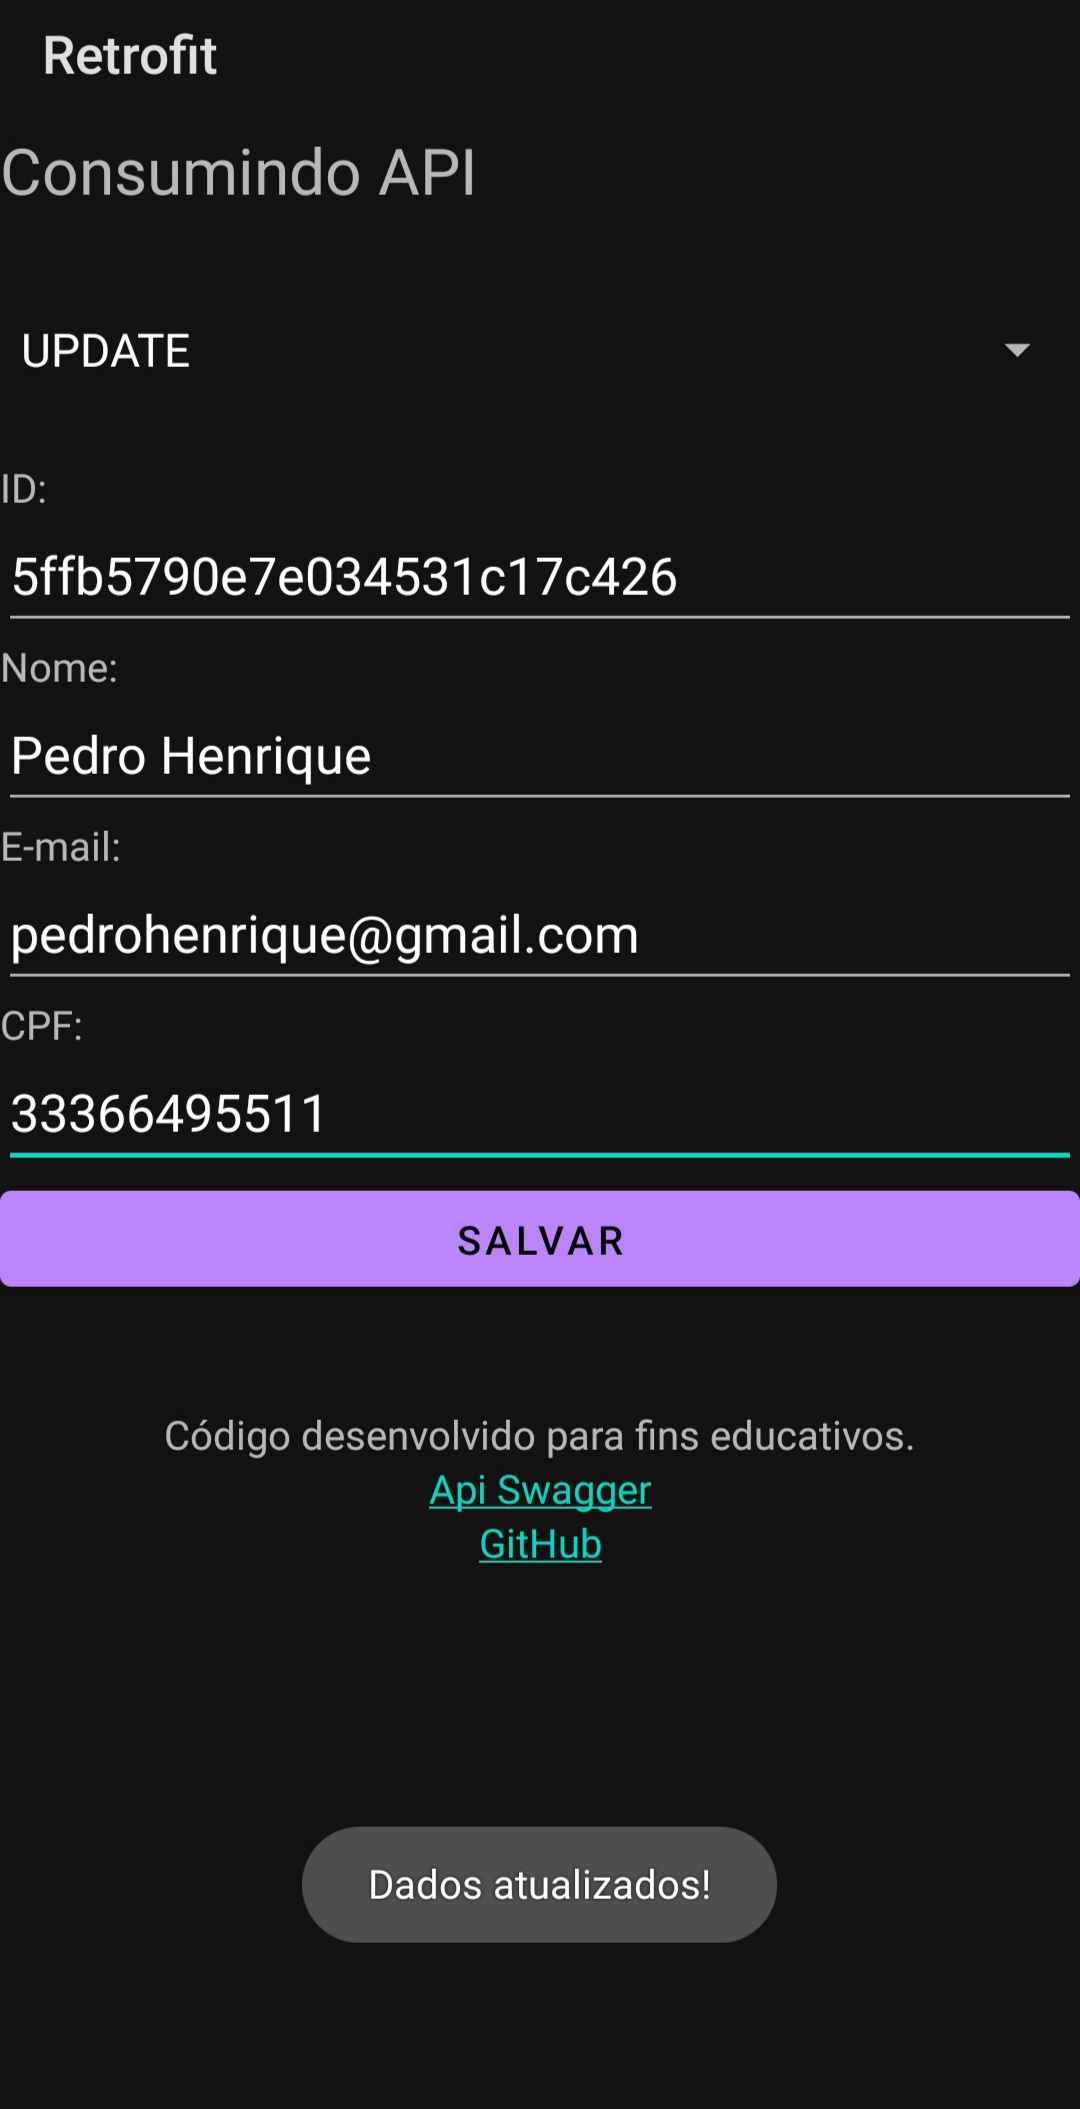 Retrofit
Consumindo API
UPDATE
ID:
5ffb5790e7e034531c17c426
Nome:
Pedro Henrique
E-mail:
pedrohenrique@gmail.com
CPF:
33366495511
SALVAR
Código desenvolvido para fins educativos.
Api Swagger
GitHub
Dados atualizados!